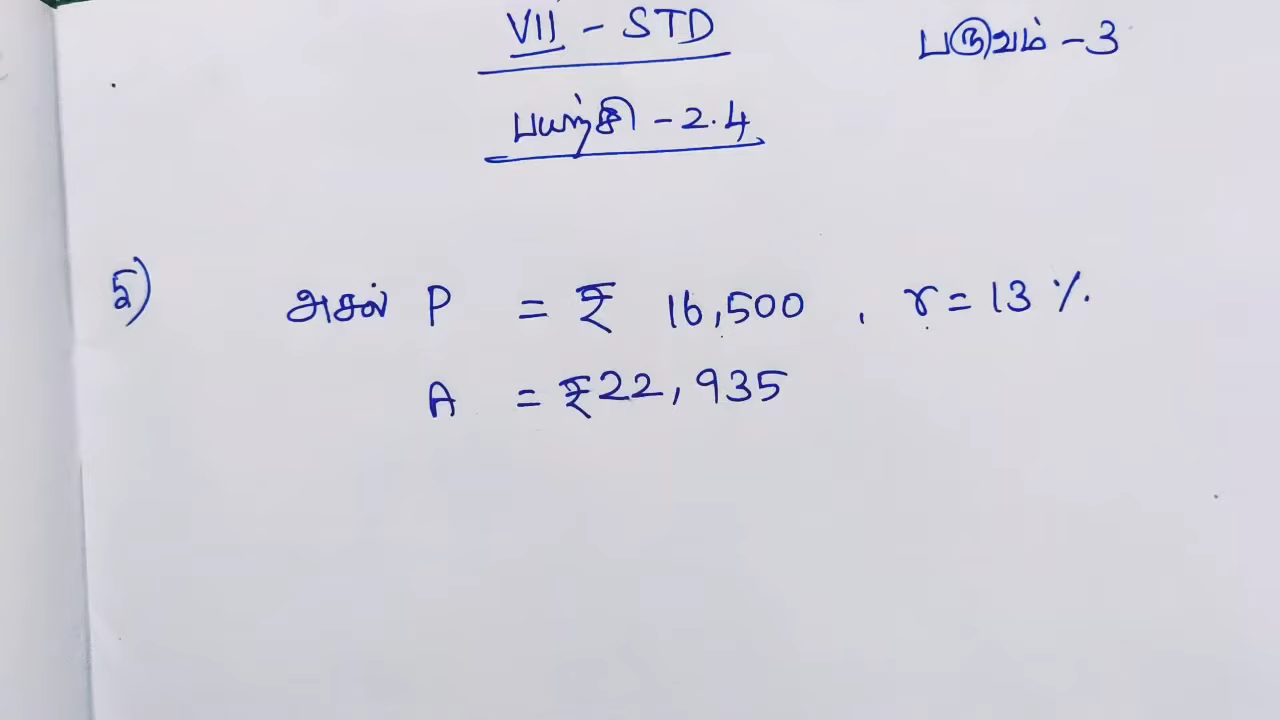 VII - STD
பருவம் - 3
பயிற்சி - 2.4
5) அசல் P = ₹ 16,500 , r = 13 %.
A = ₹22,935